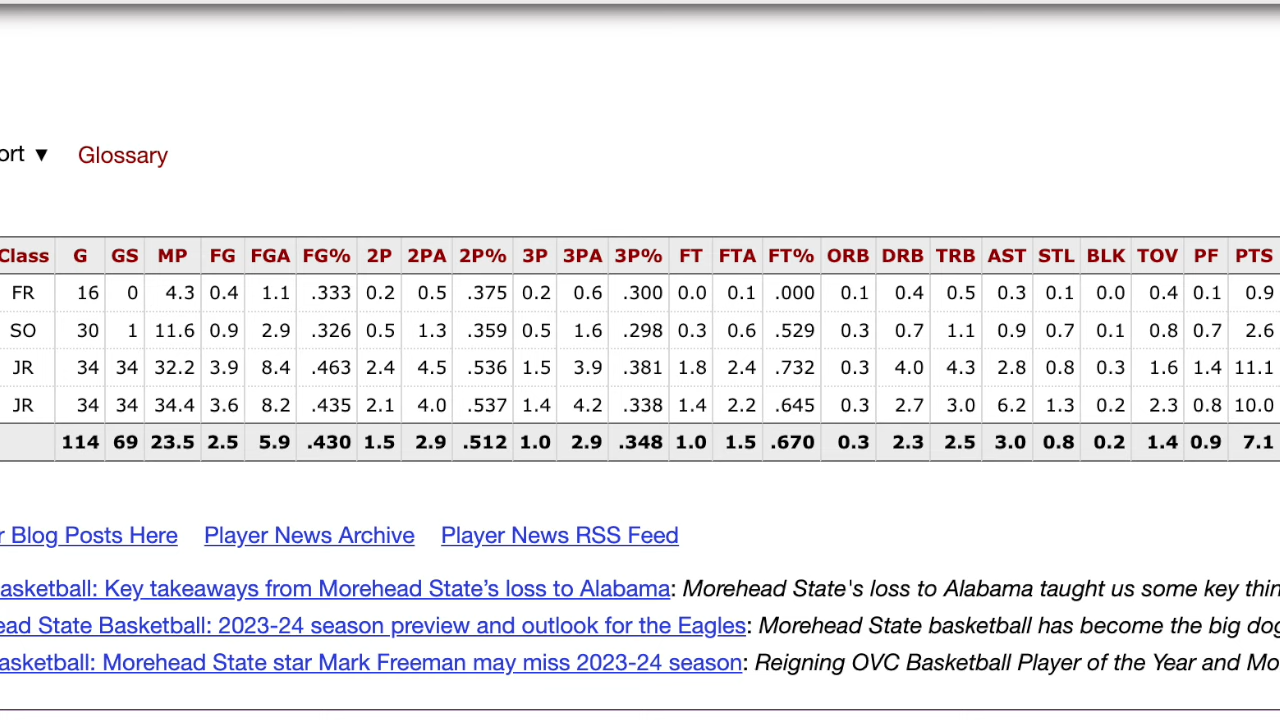 ort ▼ Glossary
Class G GS MP FG FGA FG% 2P 2PA 2P% 3P 3PA 3P% FT FTA FT% ORB DRB TRB AST STL BLK TOV PF PTS
FR 16 0 4.3 0.4 1.1 .333 0.2 0.5 .375 0.2 0.6 .300 0.0 0.1 .000 0.1 0.4 0.5 0.3 0.1 0.0 0.4 0.1 0.9
SO 30 1 11.6 0.9 2.9 .326 0.5 1.3 .359 0.5 1.6 .298 0.3 0.6 .529 0.3 0.7 1.1 0.9 0.7 0.1 0.8 0.7 2.6
JR 34 34 32.2 3.9 8.4 .463 2.4 4.5 .536 1.5 3.9 .381 1.8 2.4 .732 0.3 4.0 4.3 2.8 0.8 0.3 1.6 1.4 11.1
JR 34 34 34.4 3.6 8.2 .435 2.1 4.0 .537 1.4 4.2 .338 1.4 2.2 .645 0.3 2.7 3.0 6.2 1.3 0.2 2.3 0.8 10.0
114 69 23.5 2.5 5.9 .430 1.5 2.9 .512 1.0 2.9 .348 1.0 1.5 .670 0.3 2.3 2.5 3.0 0.8 0.2 1.4 0.9 7.1
r Blog Posts Here Player News Archive Player News RSS Feed
asketball: Key takeaways from Morehead State’s loss to Alabama: Morehead State's loss to Alabama taught us some key thin
ead State Basketball: 2023-24 season preview and outlook for the Eagles: Morehead State basketball has become the big dog
asketball: Morehead State star Mark Freeman may miss 2023-24 season: Reigning OVC Basketball Player of the Year and Mo